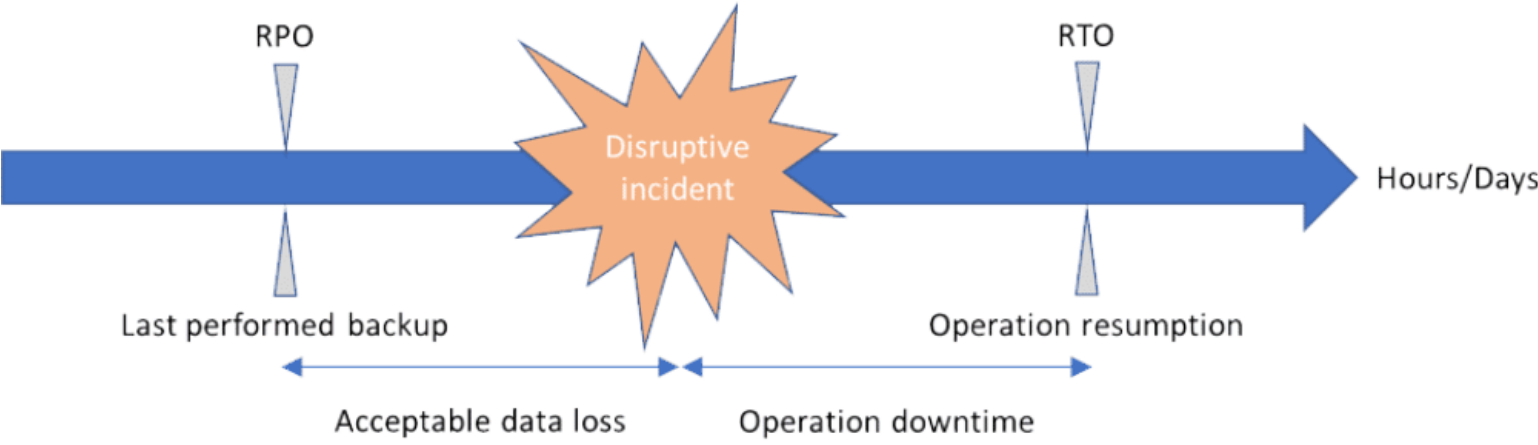 RPO
RTO
Disruptive
incident
Hours/Days
Last performed backup
Operation resumption
Acceptable data loss
Operation downtime